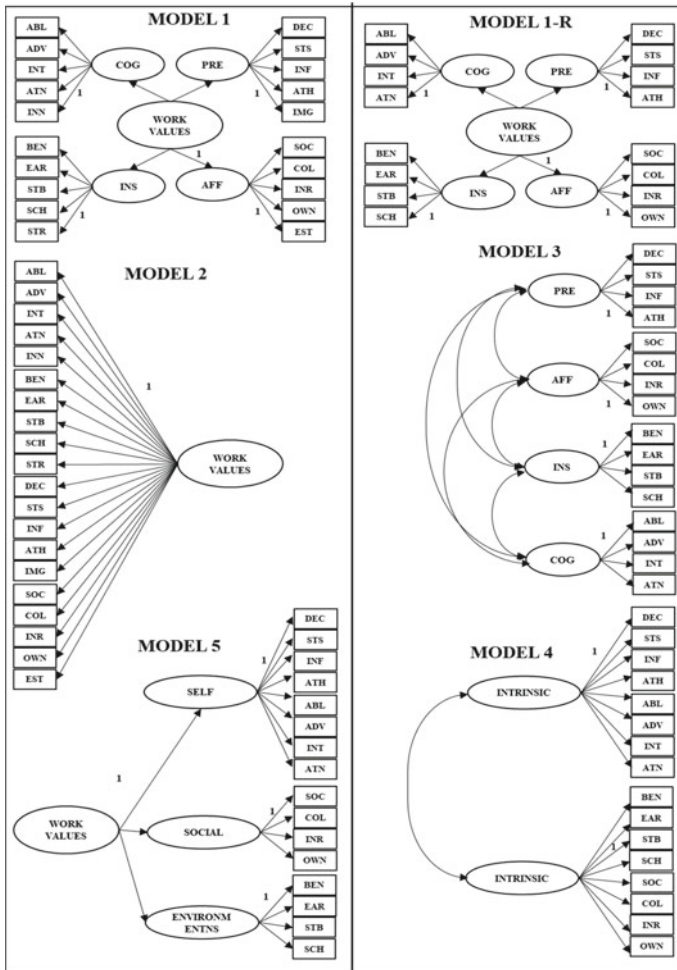 MODEL 1
ABL
ADV
INT
ATN
INN
1
COG
PRE
1
DEC
STS
INF
ATH
IMG
WORK
VALUES
1
BEN
EAR
STB
SCH
STR
1
INS
AFF
1
SOC
COL
INR
OWN
EST
MODEL 1-R
ABL
ADV
INT
ATN
1
COG
PRE
1
DEC
STS
INF
ATH
WORK
VALUES
1
BEN
EAR
STB
SCH
1
INS
AFF
1
SOC
COL
INR
OWN
MODEL 2
ABL
ADV
INT
ATN
INN
BEN
EAR
STB
SCH
STR
DEC
STS
INF
ATH
IMG
SOC
COL
INR
OWN
EST
1
WORK
VALUES
MODEL 3
PRE
1
DEC
STS
INF
ATH
AFF
1
SOC
COL
INR
OWN
INS
1
BEN
EAR
STB
SCH
COG
1
ABL
ADV
INT
ATN
MODEL 5
SELF
1
DEC
STS
INF
ATH
ABL
ADV
INT
ATN
1
WORK
VALUES
SOCIAL
1
SOC
COL
INR
OWN
ENVIRONM
ENTNS
1
BEN
EAR
STB
SCH
MODEL 4
INTRINSIC
1
DEC
STS
INF
ATH
ABL
ADV
INT
ATN
INTRINSIC
1
BEN
EAR
STB
SCH
SOC
COL
INR
OWN